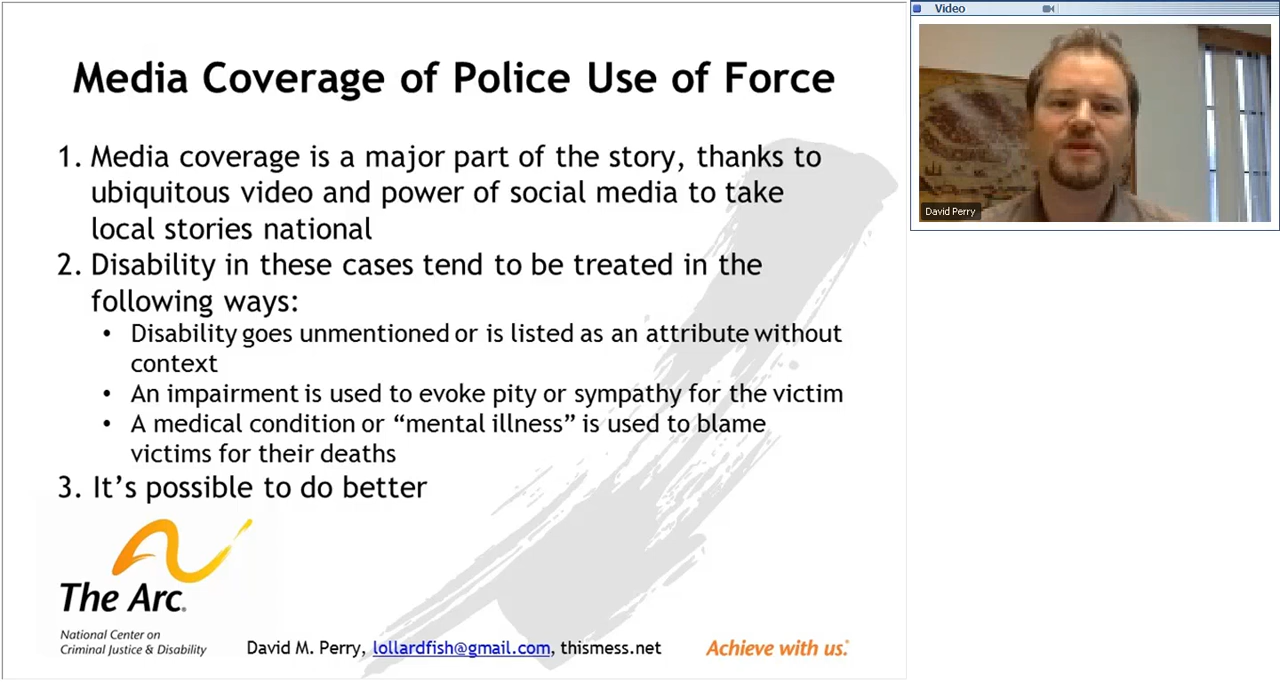 Media Coverage of Police Use of Force
1. Media coverage is a major part of the story, thanks to
ubiquitous video and power of social media to take
local stories national
2. Disability in these cases tend to be treated in the
following ways:
• Disability goes unmentioned or is listed as an attribute without
context
• An impairment is used to evoke pity or sympathy for the victim
• A medical condition or “mental illness” is used to blame
victims for their deaths
3. It’s possible to do better
The Arc®
National Center on
Criminal Justice & Disability
David M. Perry, lollardfish@gmail.com, thismess.net
Achieve with us.®
Video
David Perry